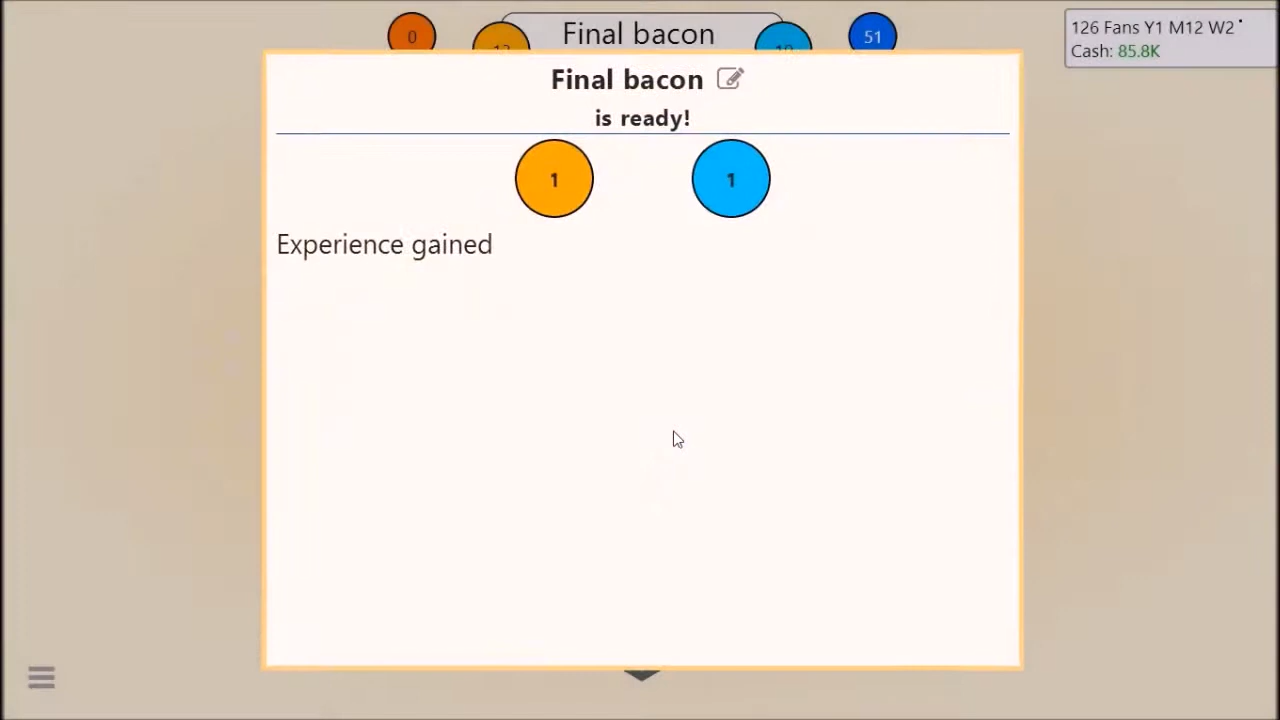 0
Final bacon
51
126 Fans Y1 M12 W2
Cash: 85.8K
Final bacon
is ready!
1
1
Experience gained